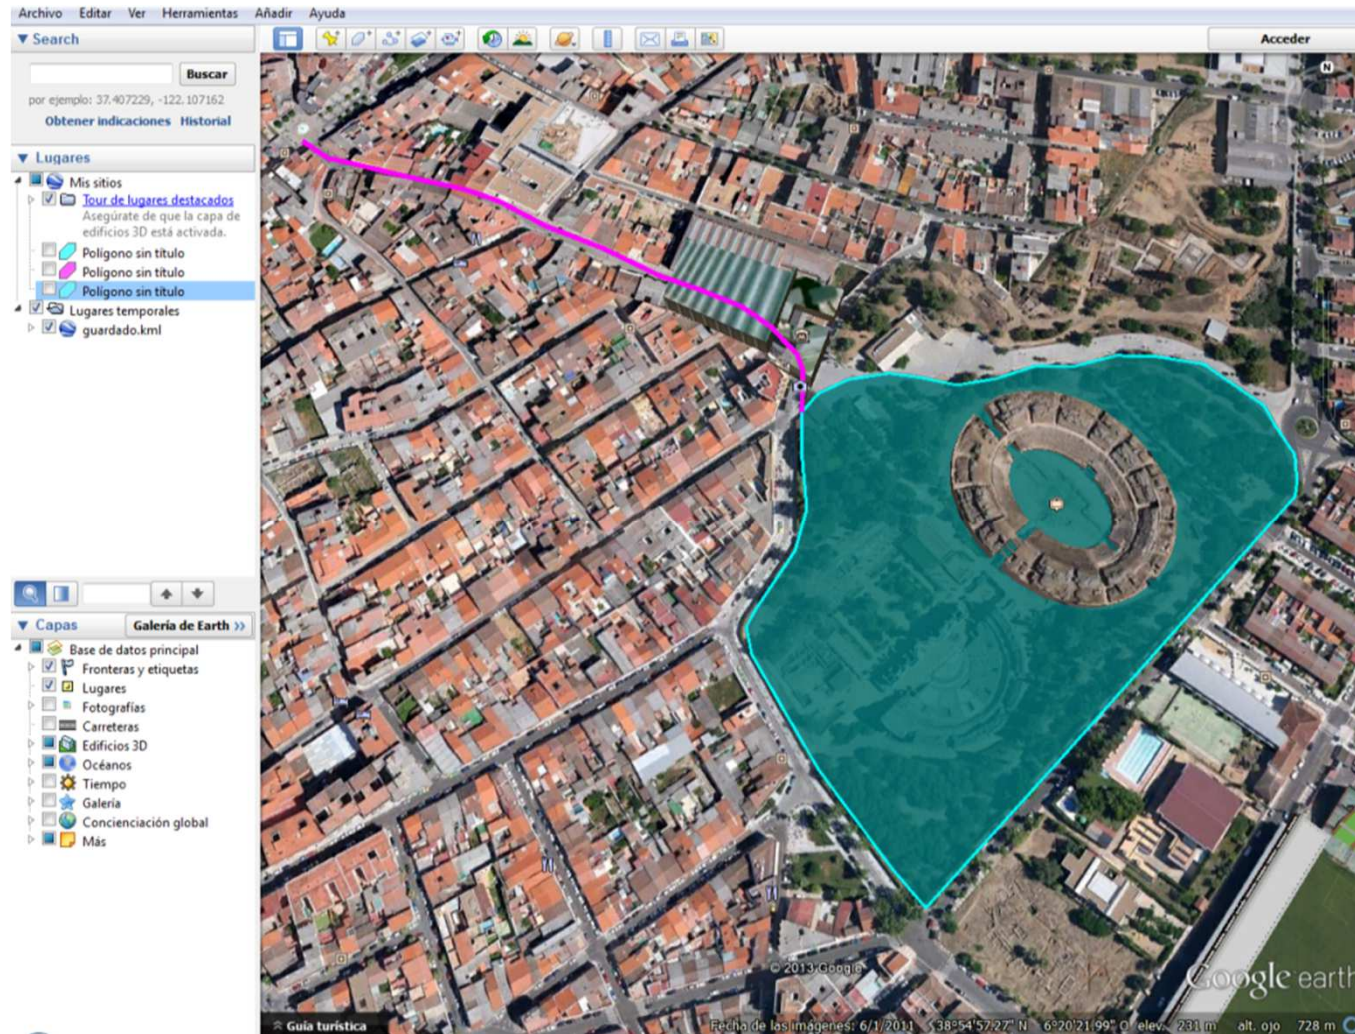 Archivo Editar Ver Herramientas Añadir Ayuda
Search
Acceder
Buscar
por ejemplo: 37.407229, -122.107162
Obtener indicaciones Historial
Lugares
Mis sitios
Tour de lugares destacados
Asegúrate de que la capa de
edificios 3D está activada.
Polígono sin título
Polígono sin título
Polígono sin título
Lugares temporales
guardado.kml
Capas Galería de Earth >>
Base de datos principal
Fronteras y etiquetas
Lugares
Fotografías
Carreteras
Edificios 3D
Océanos
Tiempo
Galería
Concienciación global
Más
N
© 2013 Google
Google earth
Guía turística
Fecha de las imágenes: 6/1/2011 38°54'57.27" N 6°20'21.99" O elev. 231 m alt. ojo 728 m